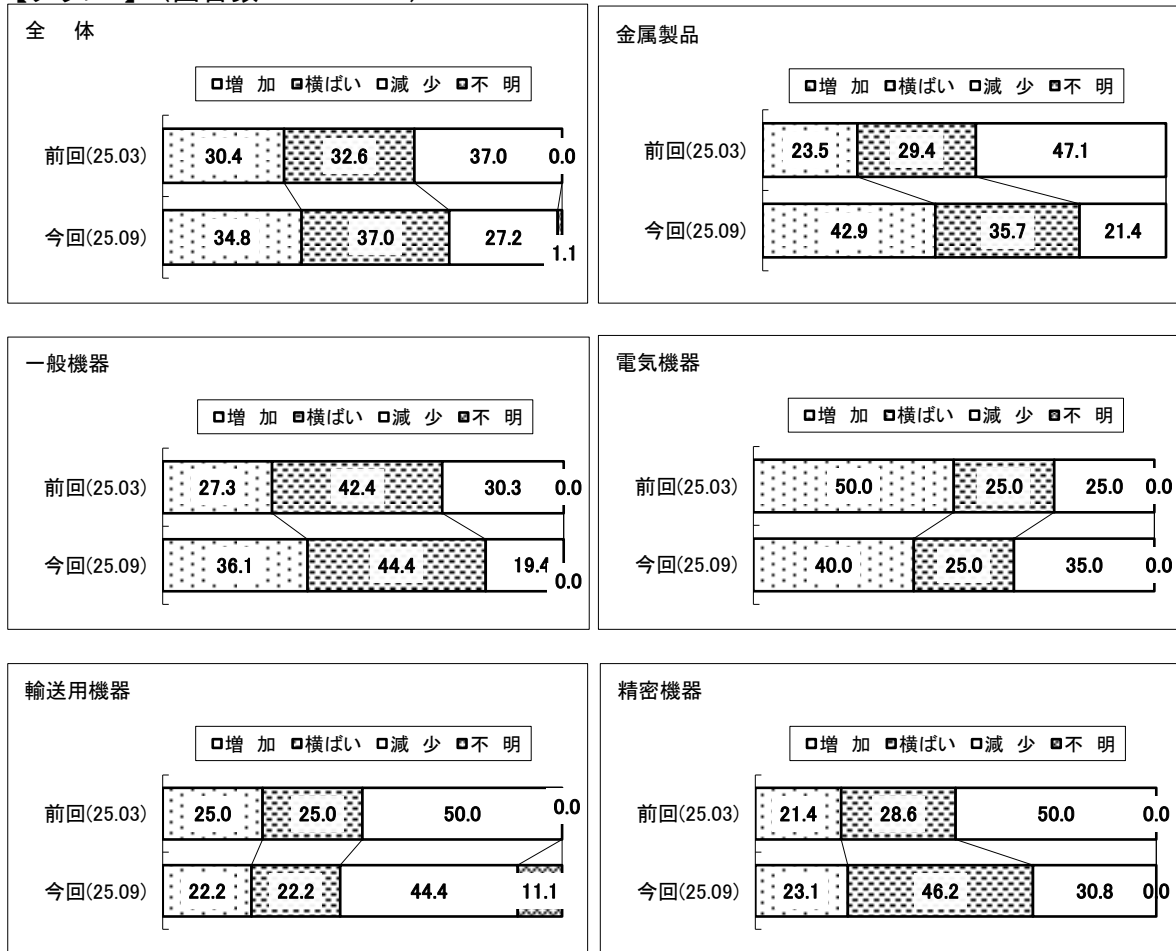 全　体
□増　加 □横ばい □減　少 □不　明
前回(25.03) 30.4 32.6 37.0 0.0
今回(25.09) 34.8 37.0 27.2 1.1
金属製品
□増　加 □横ばい □減　少 □不　明
前回(25.03) 23.5 29.4 47.1
今回(25.09) 42.9 35.7 21.4
一般機器
□増　加 □横ばい □減　少 □不　明
前回(25.03) 27.3 42.4 30.3 0.0
今回(25.09) 36.1 44.4 19.4 0.0
電気機器
□増　加 □横ばい □減　少 □不　明
前回(25.03) 50.0 25.0 25.0 0.0
今回(25.09) 40.0 25.0 35.0 0.0
輸送用機器
□増　加 □横ばい □減　少 □不　明
前回(25.03) 25.0 25.0 50.0 0.0
今回(25.09) 22.2 22.2 44.4 11.1
精密機器
□増　加 □横ばい □減　少 □不　明
前回(25.03) 21.4 28.6 50.0 0.0
今回(25.09) 23.1 46.2 30.8 0.0